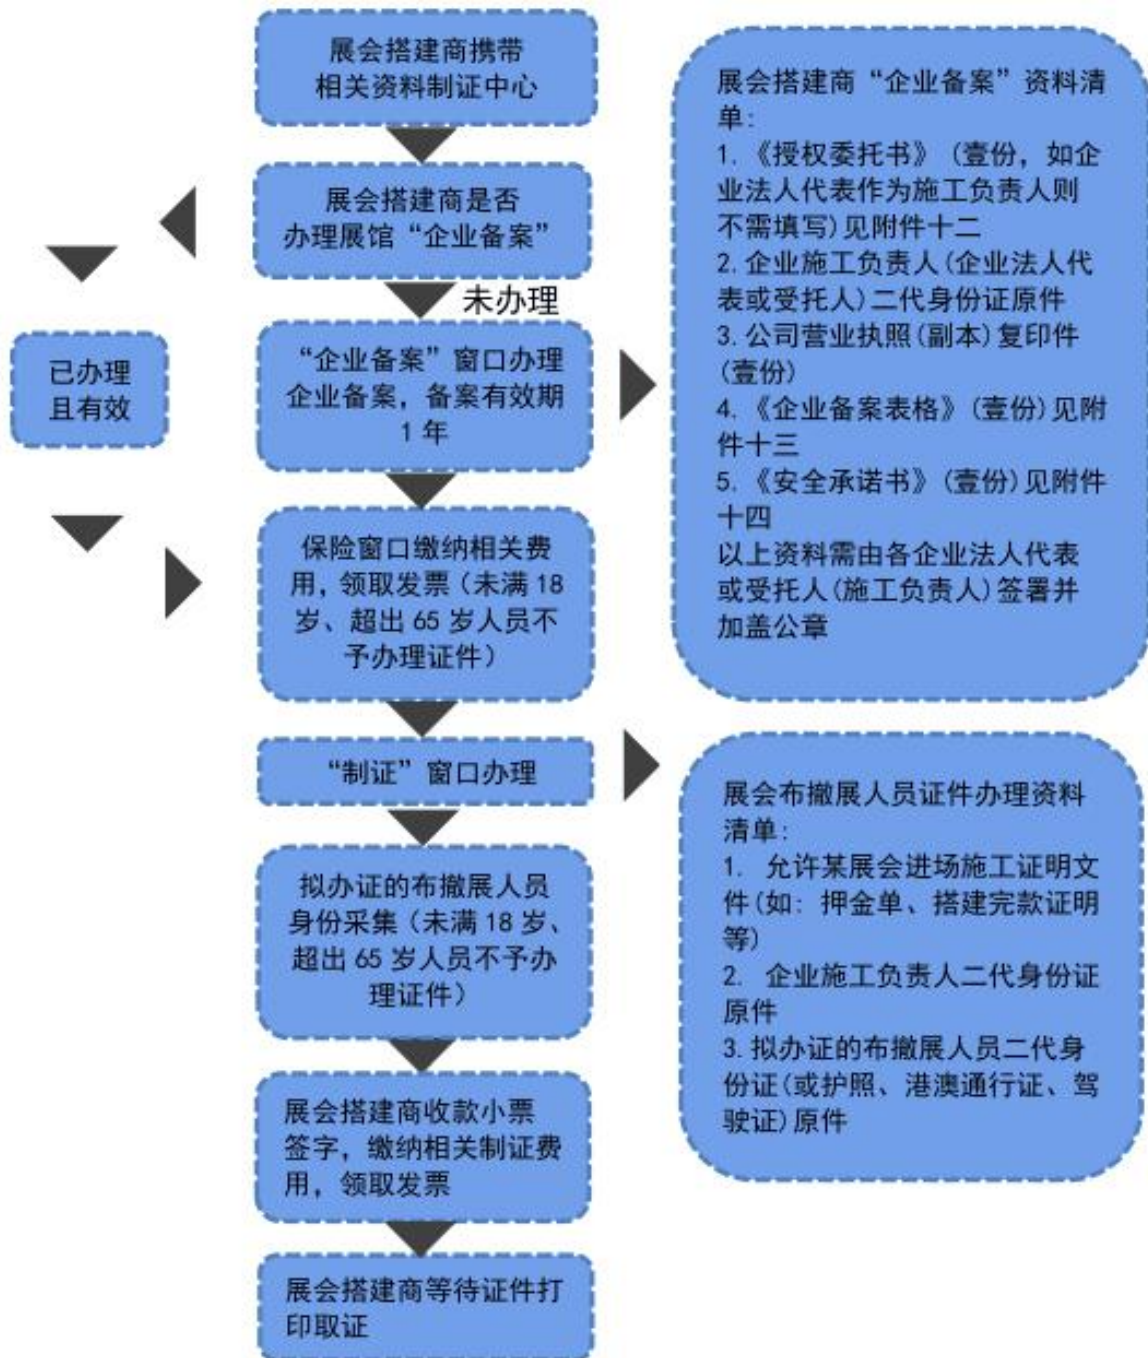 展会搭建商携带
相关资料制证中心
展会搭建商是否
办理展馆“企业备案”
未办理
已办理
且有效
“企业备案”窗口办理
企业备案，备案有效期
1 年
保险窗口缴纳相关费
用，领取发票（未满 18
岁、超出 65 岁人员不
予办理证件）
“制证”窗口办理
拟办证的布撤展人员
身份采集（未满 18 岁、
超出 65 岁人员不予办
理证件）
展会搭建商收款小票
签字，缴纳相关制证费
用，领取发票
展会搭建商等待证件打
印取证
展会搭建商“企业备案”资料清
单：
1.《授权委托书》(壹份，如企
业法人代表作为施工负责人则
不需填写)见附件十二
2.企业施工负责人(企业法人代
表或受托人)二代身份证原件
3.公司营业执照(副本)复印件
(壹份)
4.《企业备案表格》(壹份)见附
件十三
5.《安全承诺书》(壹份)见附件
十四
以上资料需由各企业法人代表
或受托人(施工负责人)签署并
加盖公章
展会布撤展人员证件办理资料
清单：
1. 允许某展会进场施工证明文
件(如：押金单、搭建完款证明
等)
2. 企业施工负责人二代身份证
原件
3.拟办证的布撤展人员二代身
份证(或护照、港澳通行证、驾
驶证)原件